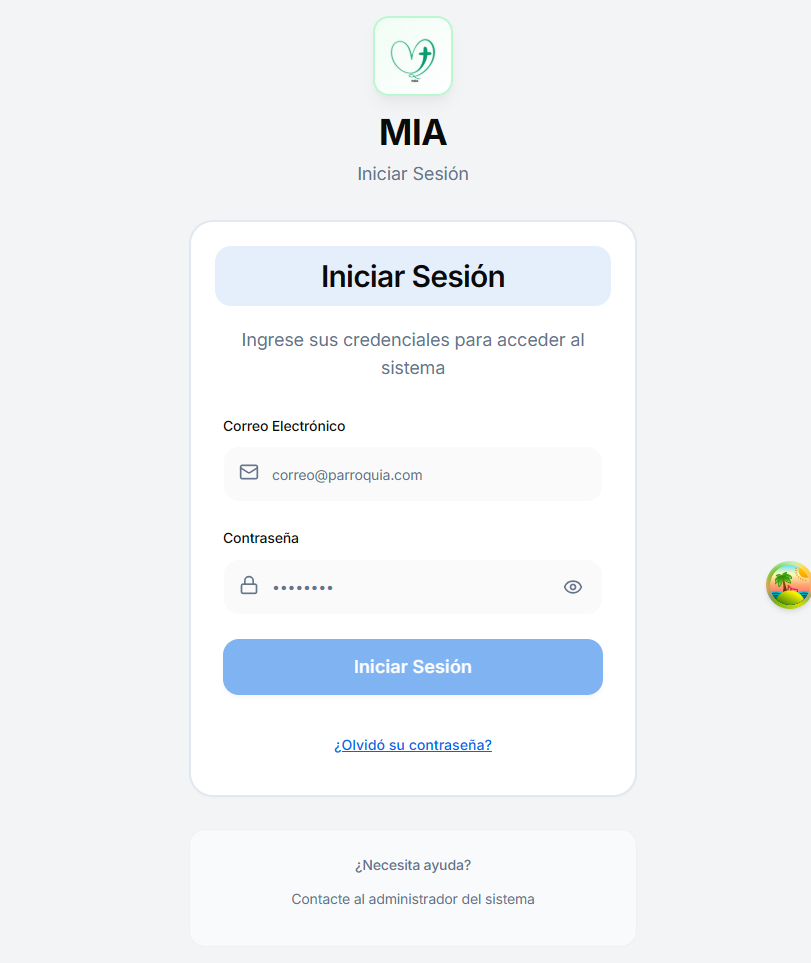 MIA
Iniciar Sesión
Iniciar Sesión
Ingrese sus credenciales para acceder al
sistema
Correo Electrónico
correo@parroquia.com
Contraseña
••••••••
Iniciar Sesión
¿Olvidó su contraseña?
¿Necesita ayuda?
Contacte al administrador del sistema